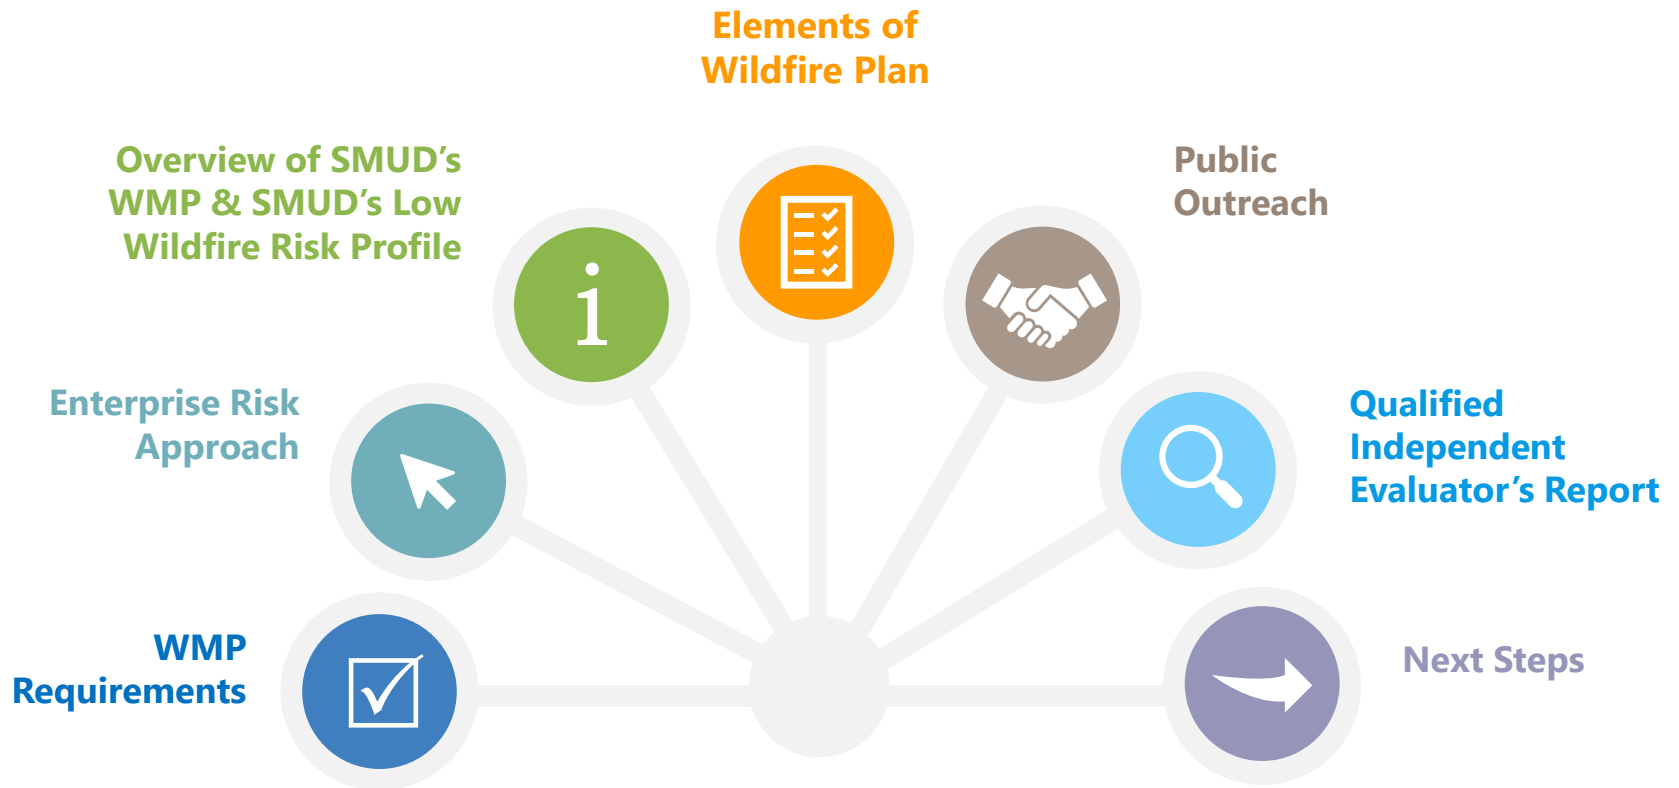 Elements of
Wildfire Plan
Overview of SMUD’s
WMP & SMUD’s Low
Wildfire Risk Profile
Public
Outreach
Enterprise Risk
Approach
Qualified
Independent
Evaluator’s Report
WMP
Requirements
Next Steps